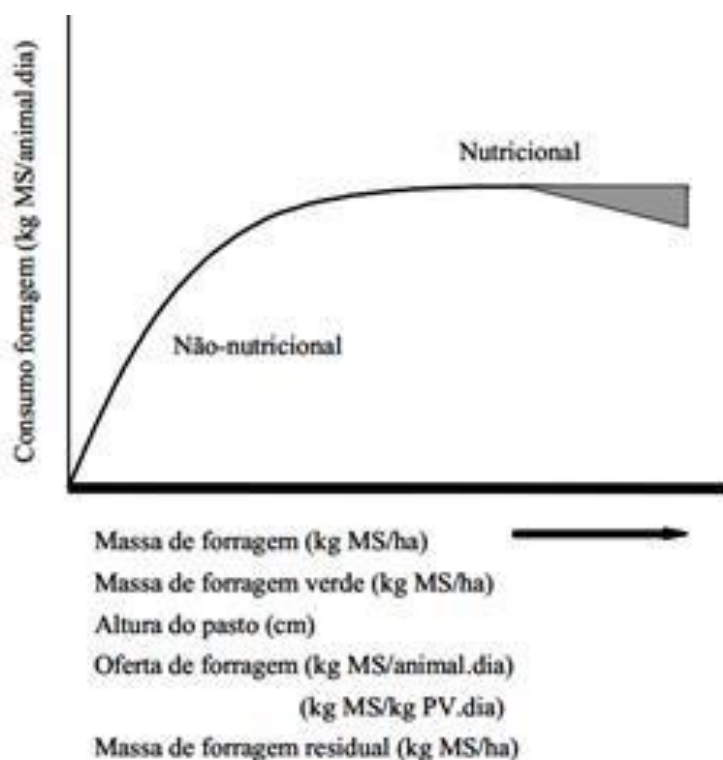 Consumo forragem (kg MS/animal.dia)
Nutricional
Não-nutricional
Massa de forragem (kg MS/ha)
Massa de forragem verde (kg MS/ha)
Altura do pasto (cm)
Oferta de forragem (kg MS/animal.dia)
(kg MS/kg PV.dia)
Massa de forragem residual (kg MS/ha)